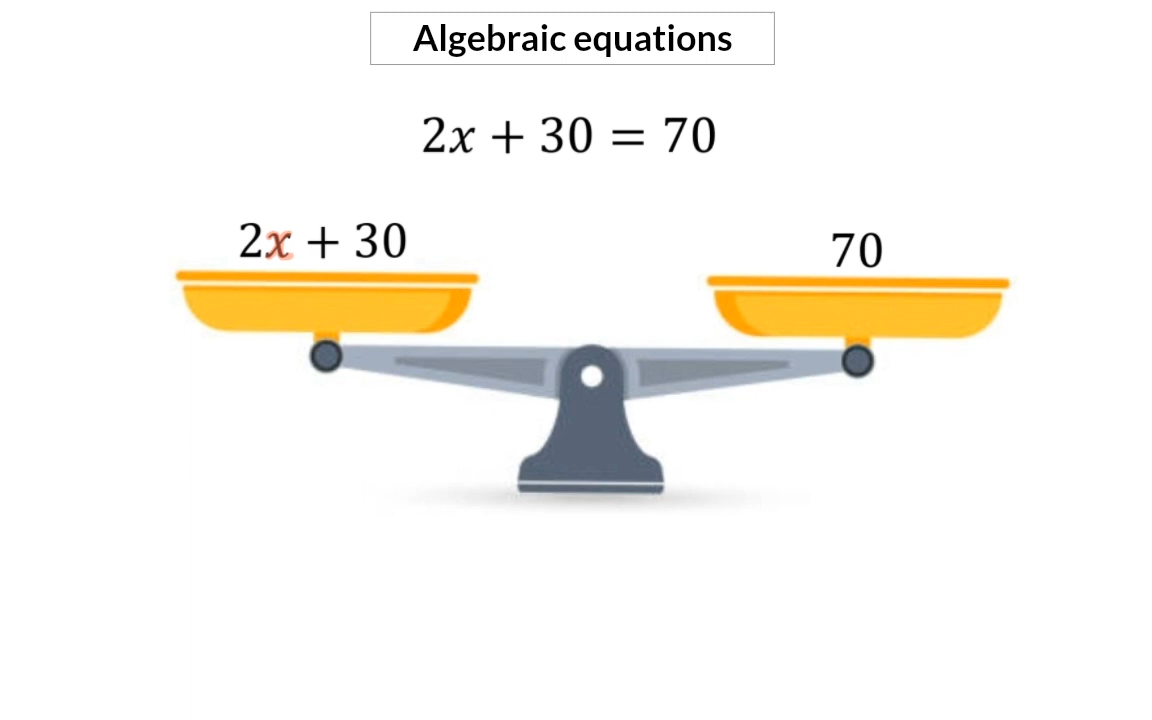 Algebraic equations
2x + 30 = 70
2x + 30
70